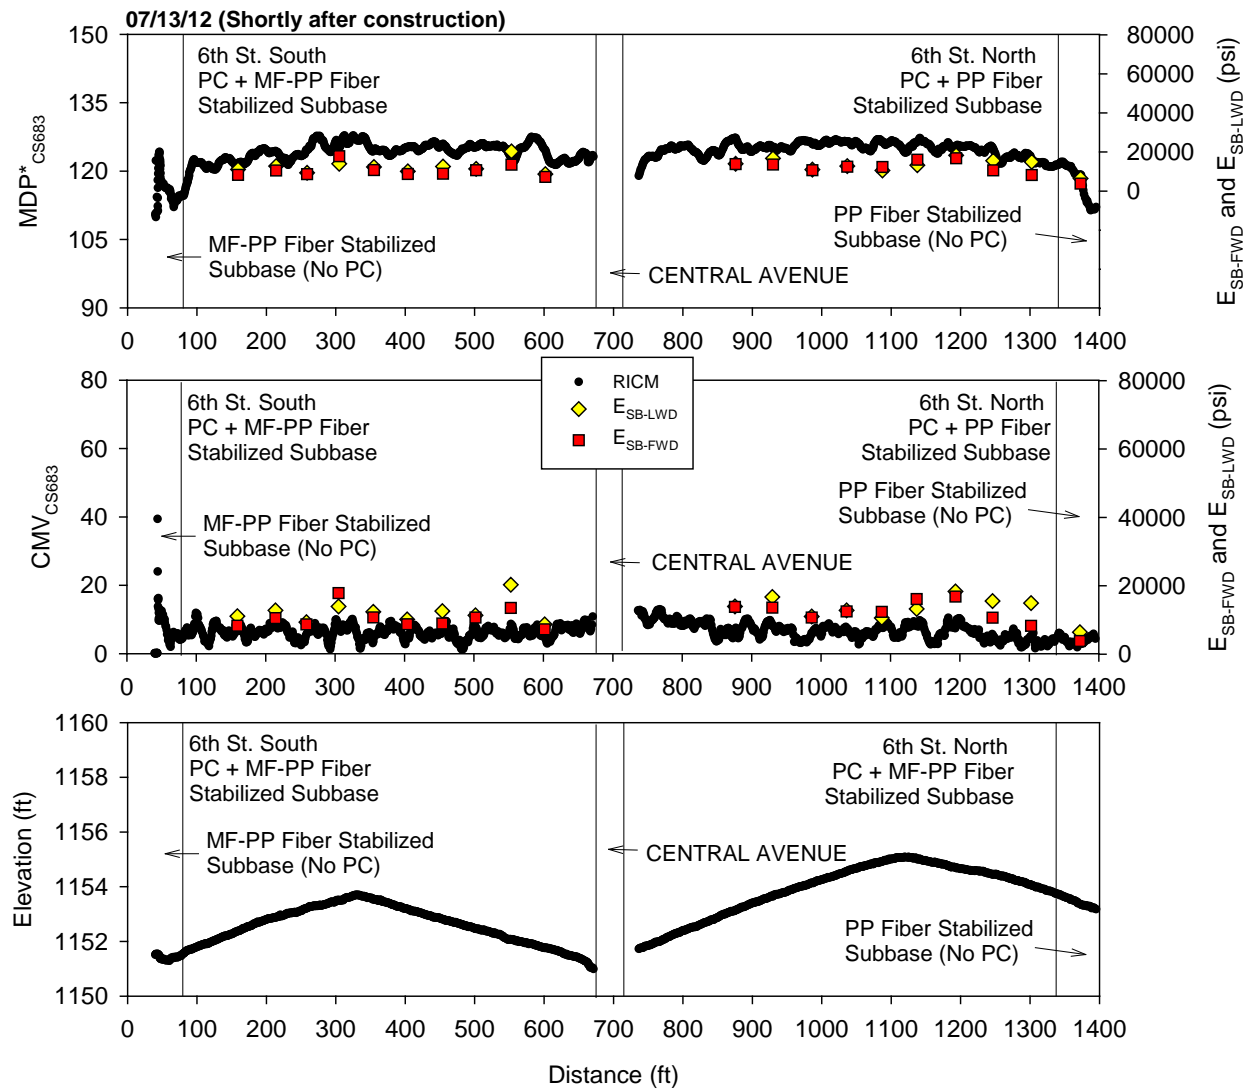 07/13/12 (Shortly after construction)
150
135
120
105
90
MDP*CS683
6th St. South
PC + MF-PP Fiber
Stabilized Subbase
6th St. North
PC + PP Fiber
Stabilized Subbase
MF-PP Fiber Stabilized
Subbase (No PC)
CENTRAL AVENUE
PP Fiber Stabilized
Subbase (No PC)
80000
60000
40000
20000
0
ESB-FWD and ESB-LWD (psi)
0 100 200 300 400 500 600 700 800 900 1000 1100 1200 1300 1400
80
60
40
20
0
CMVCS683
6th St. South
PC + MF-PP Fiber
Stabilized Subbase
RICM
ESB-LWD
ESB-FWD
6th St. North
PC + PP Fiber
Stabilized Subbase
MF-PP Fiber Stabilized
Subbase (No PC)
CENTRAL AVENUE
PP Fiber Stabilized
Subbase (No PC)
80000
60000
40000
20000
0
ESB-FWD and ESB-LWD (psi)
0 100 200 300 400 500 600 700 800 900 1000 1100 1200 1300 1400
1160
1158
1156
1154
1152
1150
Elevation (ft)
6th St. South
PC + MF-PP Fiber
Stabilized Subbase
6th St. North
PC + MF-PP Fiber
Stabilized Subbase
MF-PP Fiber Stabilized
Subbase (No PC)
CENTRAL AVENUE
PP Fiber Stabilized
Subbase (No PC)
0 100 200 300 400 500 600 700 800 900 1000 1100 1200 1300 1400
Distance (ft)